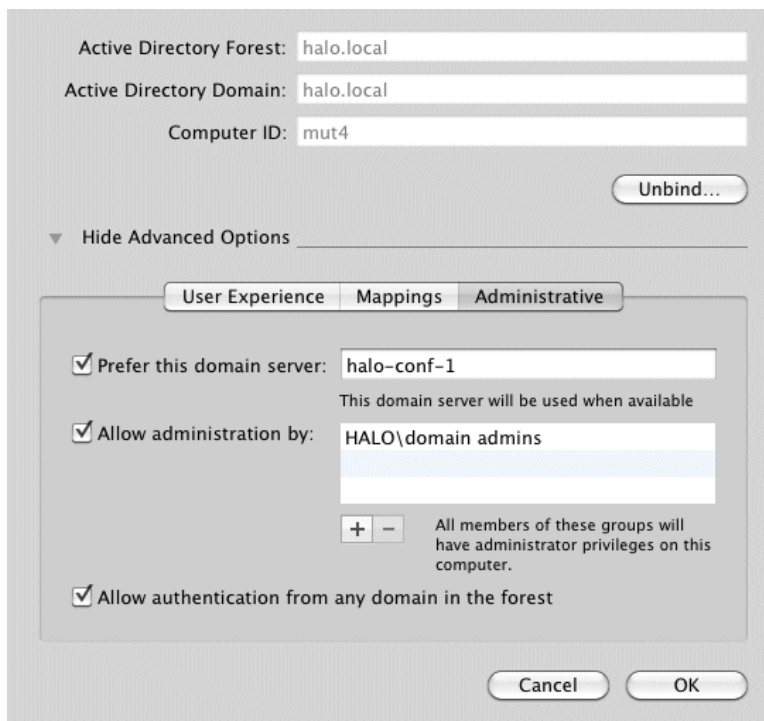 Active Directory Forest: halo.local
Active Directory Domain: halo.local
Computer ID: mut4
Unbind...
Hide Advanced Options
User Experience Mappings Administrative
Prefer this domain server: halo-conf-1
This domain server will be used when available
Allow administration by: HALO\domain admins
+ − All members of these groups will
have administrator privileges on this
computer.
Allow authentication from any domain in the forest
Cancel OK